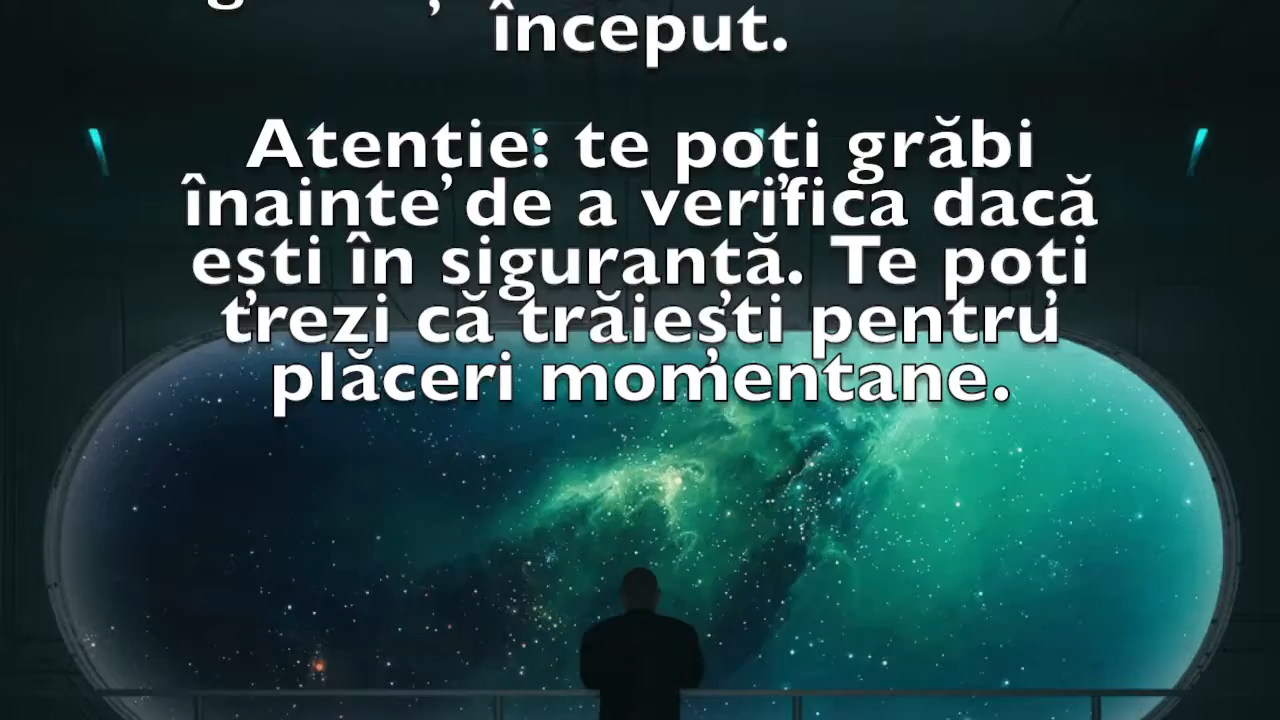 început.
Atenție: te poți grăbi
înainte de a verifica dacă
ești în siguranță. Te poți
trezi că trăiești pentru
plăceri momentane.